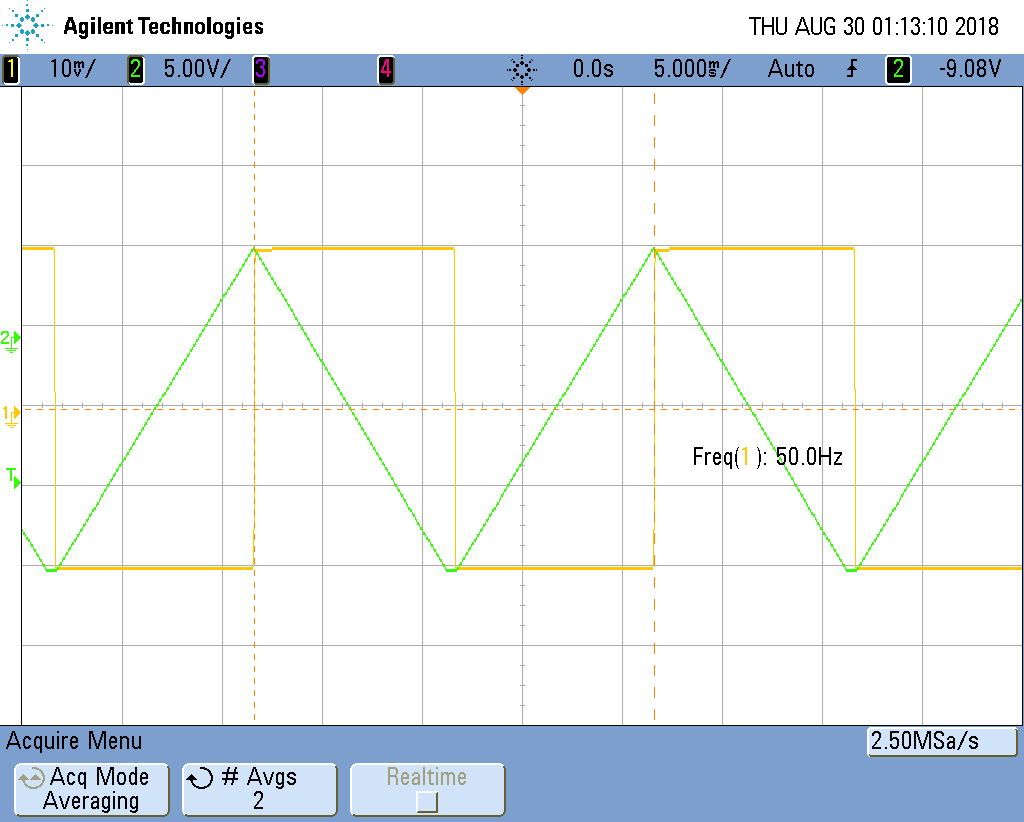 Agilent Technologies THU AUG 30 01:13:10 2018
1 10mV/ 2 5.00V/ 3 4 0.0s 5.000ms/ Auto 2 -9.08V
2
1
T
Freq(1): 50.0Hz
Acquire Menu 2.50MSa/s
Acq Mode # Avgs Realtime
Averaging 2